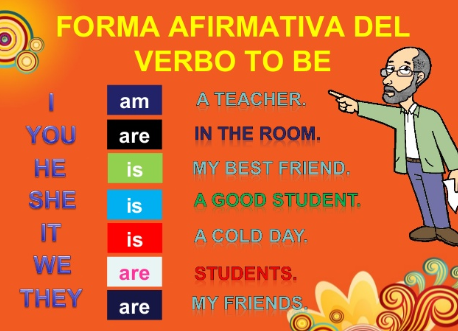 FORMA AFIRMATIVA DEL
VERBO TO BE
I am A TEACHER.
YOU are IN THE ROOM.
HE is MY BEST FRIEND.
SHE is A GOOD STUDENT.
IT is A COLD DAY.
WE are STUDENTS.
THEY are MY FRIENDS.